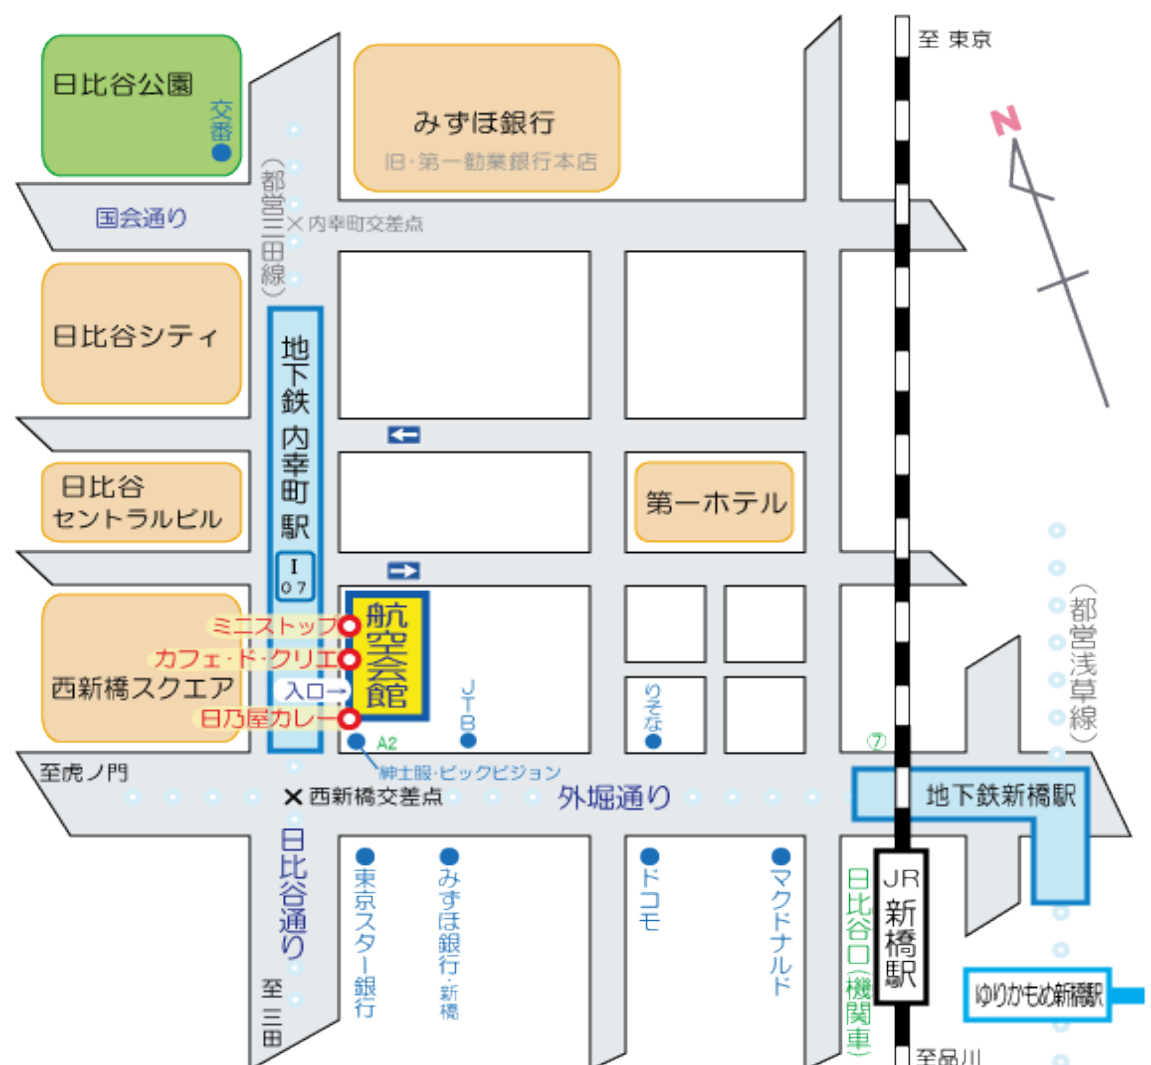 至 東京
N
日比谷公園
交番
みずほ銀行
旧・第一勧業銀行本店
(都営三田線)
国会通り
×内幸町交差点
日比谷シティ
地下鉄 内幸町駅
I
07
←
日比谷
セントラルビル
第一ホテル
→
航空会館
ミニストップ
カフェ・ド・クリエ
入口→
日乃屋カレー
西新橋スクエア
JTB
りそな
(都営浅草線)
A2
⑦
紳士服・ビックビジョン
至虎ノ門
×西新橋交差点
外堀通り
地下鉄新橋駅
日比谷通り
東京スター銀行
みずほ銀行・新橋
ドコモ
マクドナルド
日比谷口(機関車)
JR
新橋駅
ゆりかもめ新橋駅
至 三田
至品川